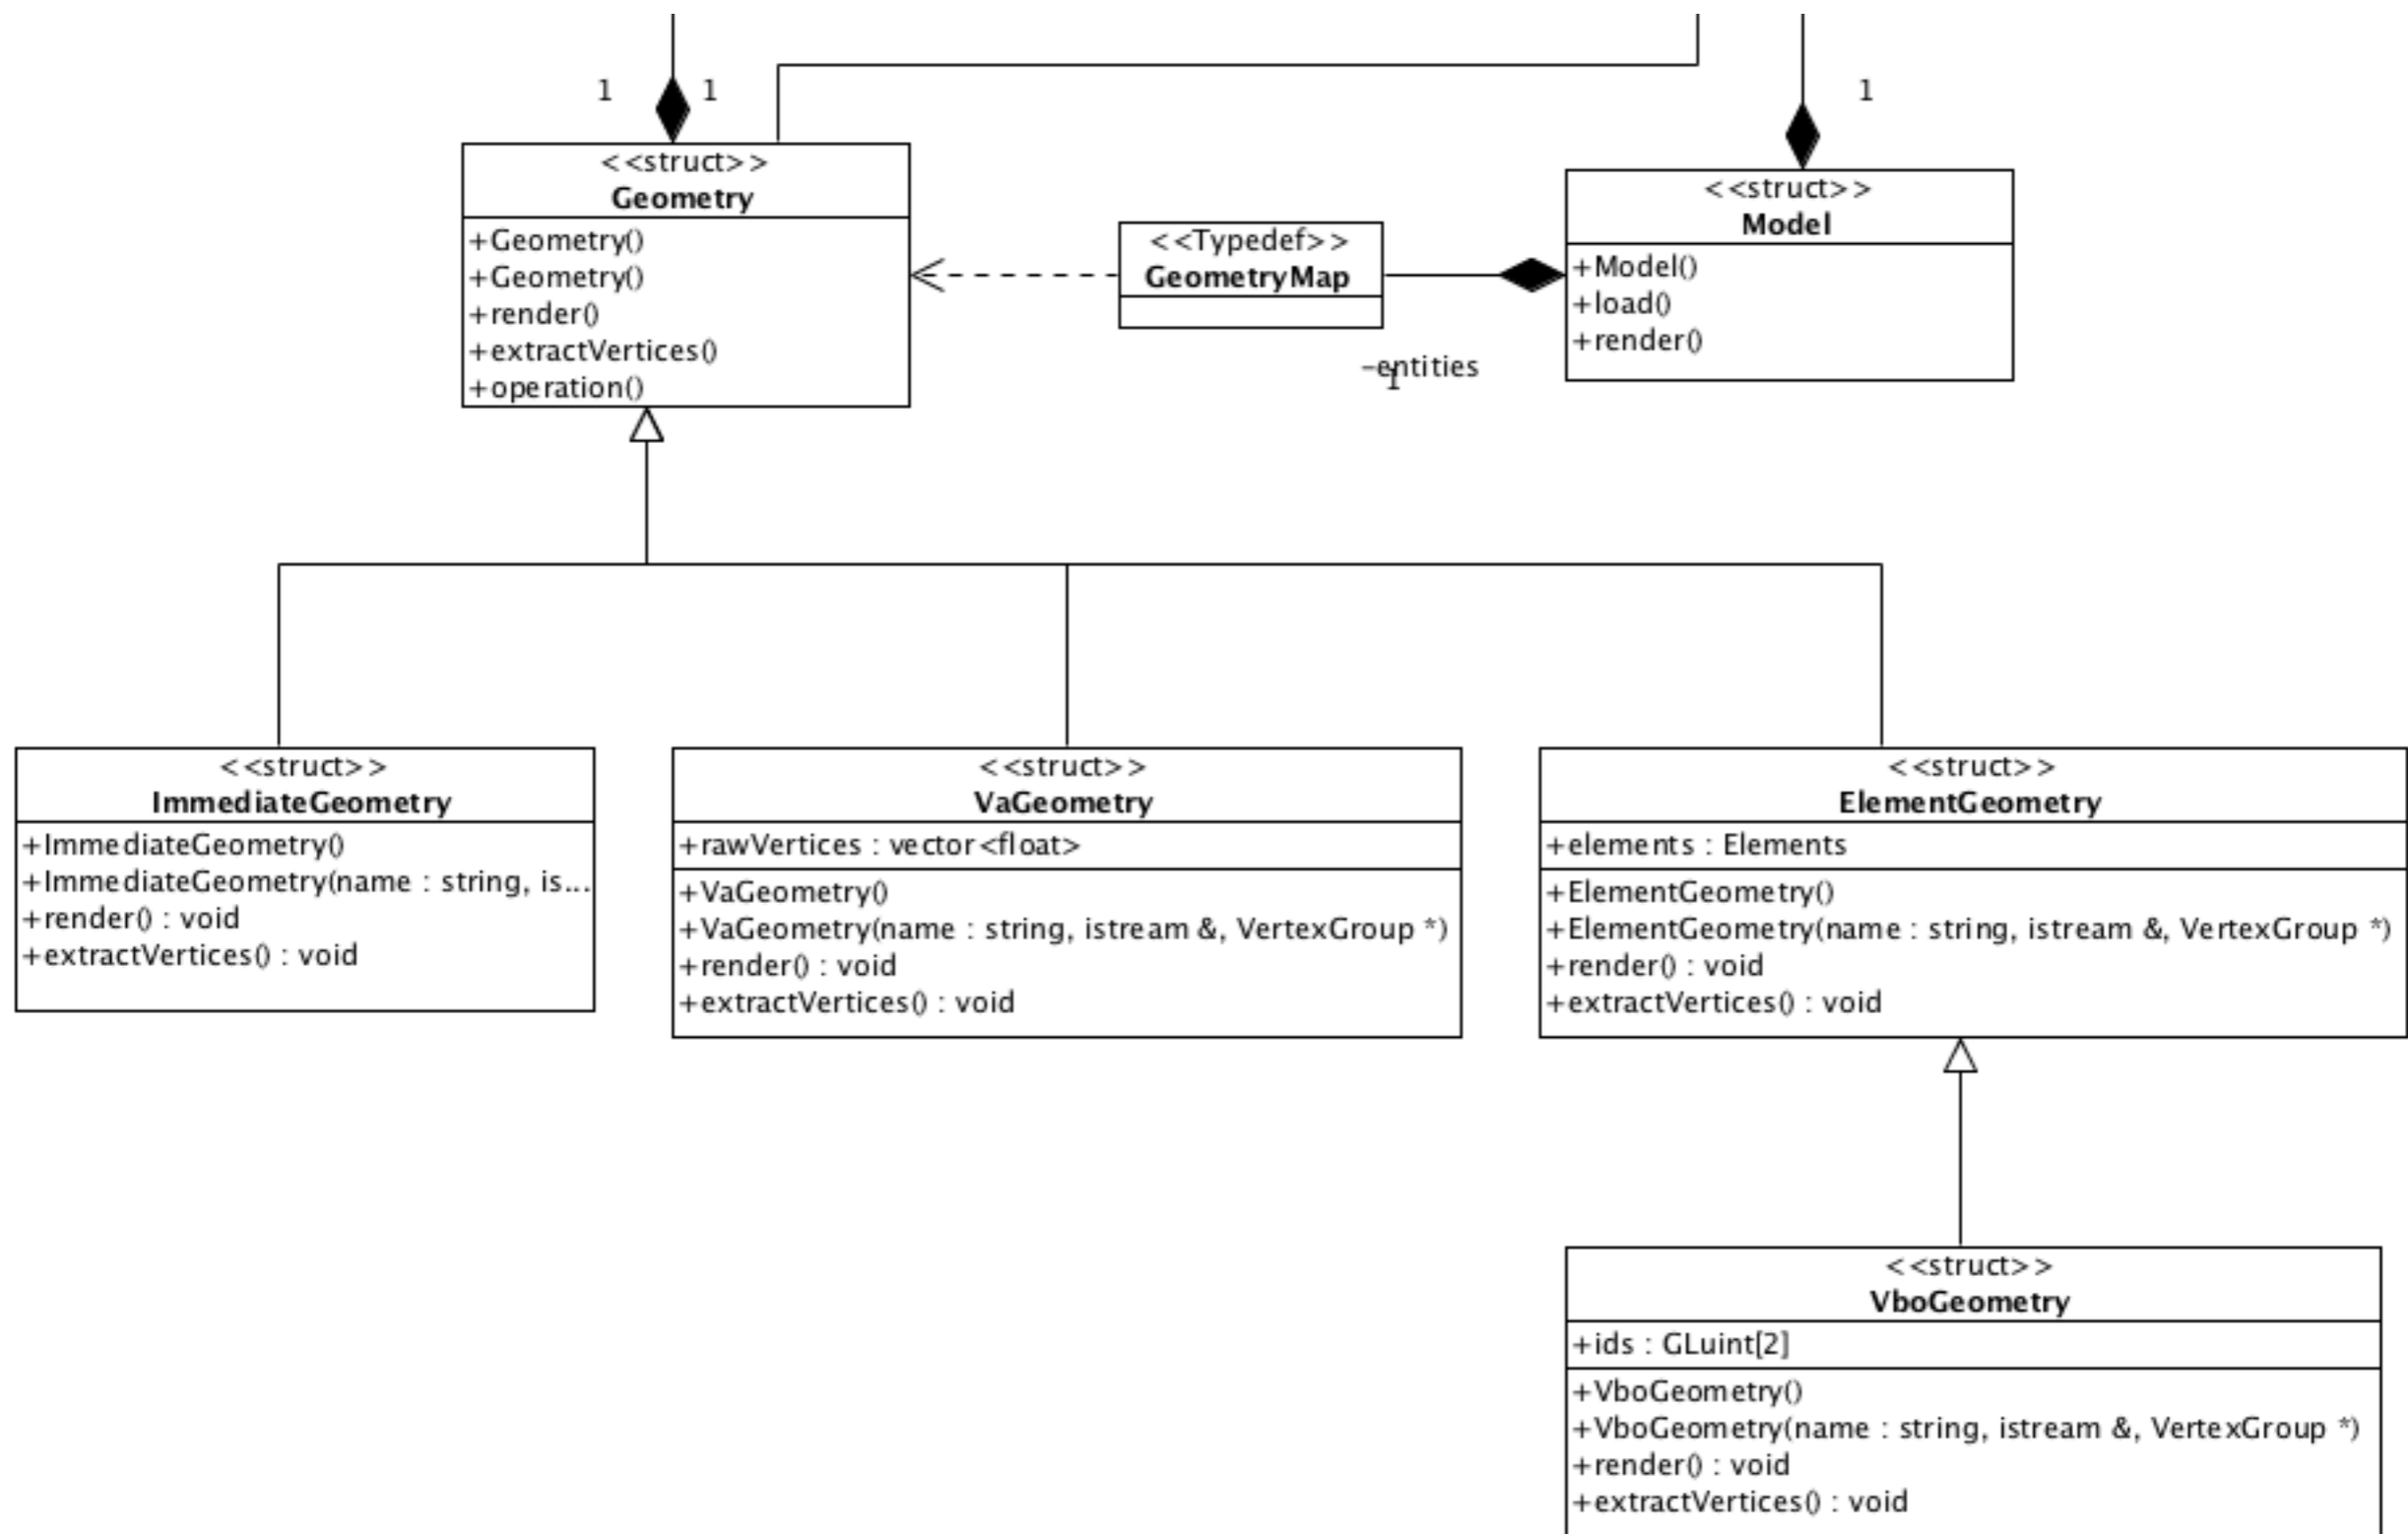 1
1
1
<<struct>>
Geometry
+Geometry()
+Geometry()
+render()
+extractVertices()
+operation()
<<Typedef>>
GeometryMap
-entities
1
<<struct>>
Model
+Model()
+load()
+render()
<<struct>>
ImmediateGeometry
+ImmediateGeometry()
+ImmediateGeometry(name : string, is...
+render() : void
+extractVertices() : void
<<struct>>
VaGeometry
+rawVertices : vector<float>
+VaGeometry()
+VaGeometry(name : string, istream &, VertexGroup *)
+render() : void
+extractVertices() : void
<<struct>>
ElementGeometry
+elements : Elements
+ElementGeometry()
+ElementGeometry(name : string, istream &, VertexGroup *)
+render() : void
+extractVertices() : void
<<struct>>
VboGeometry
+ids : GLuint[2]
+VboGeometry()
+VboGeometry(name : string, istream &, VertexGroup *)
+render() : void
+extractVertices() : void